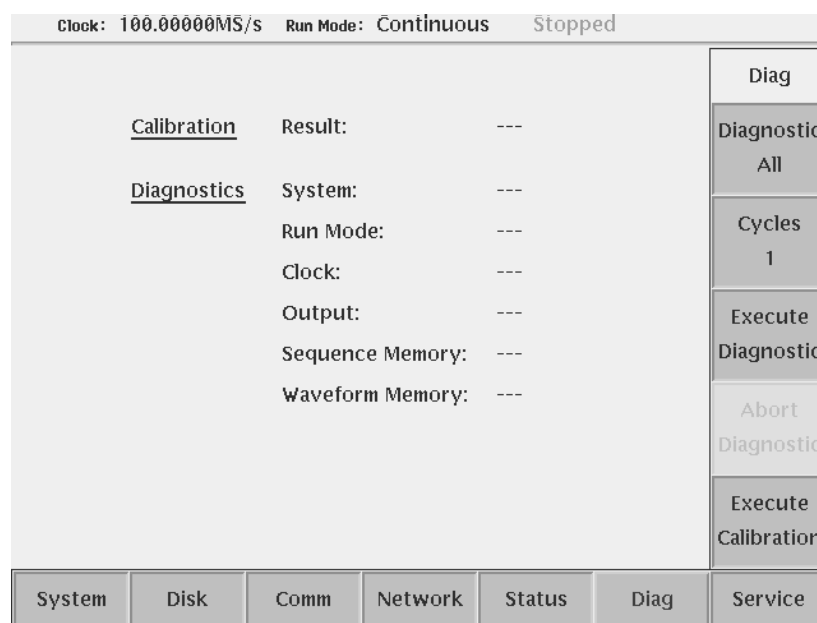 Clock: 100.00000MS/s Run Mode: Continuous Stopped
Diag
Calibration Result: ---
Diagnostic
All
Diagnostics System: ---
Run Mode: ---
Cycles
1
Clock: ---
Output: ---
Execute
Diagnostic
Sequence Memory: ---
Waveform Memory: ---
Abort
Diagnostic
Execute
Calibration
System Disk Comm Network Status Diag Service